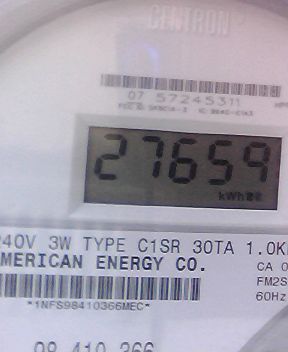 CENTRON
07 57245311
27659
kWh
240V 3W TYPE C1SR 30TA 1.0K
MERICAN ENERGY CO.
CA 0
FM2S
60Hz
*1NFS98410366MEC*
98 410 366